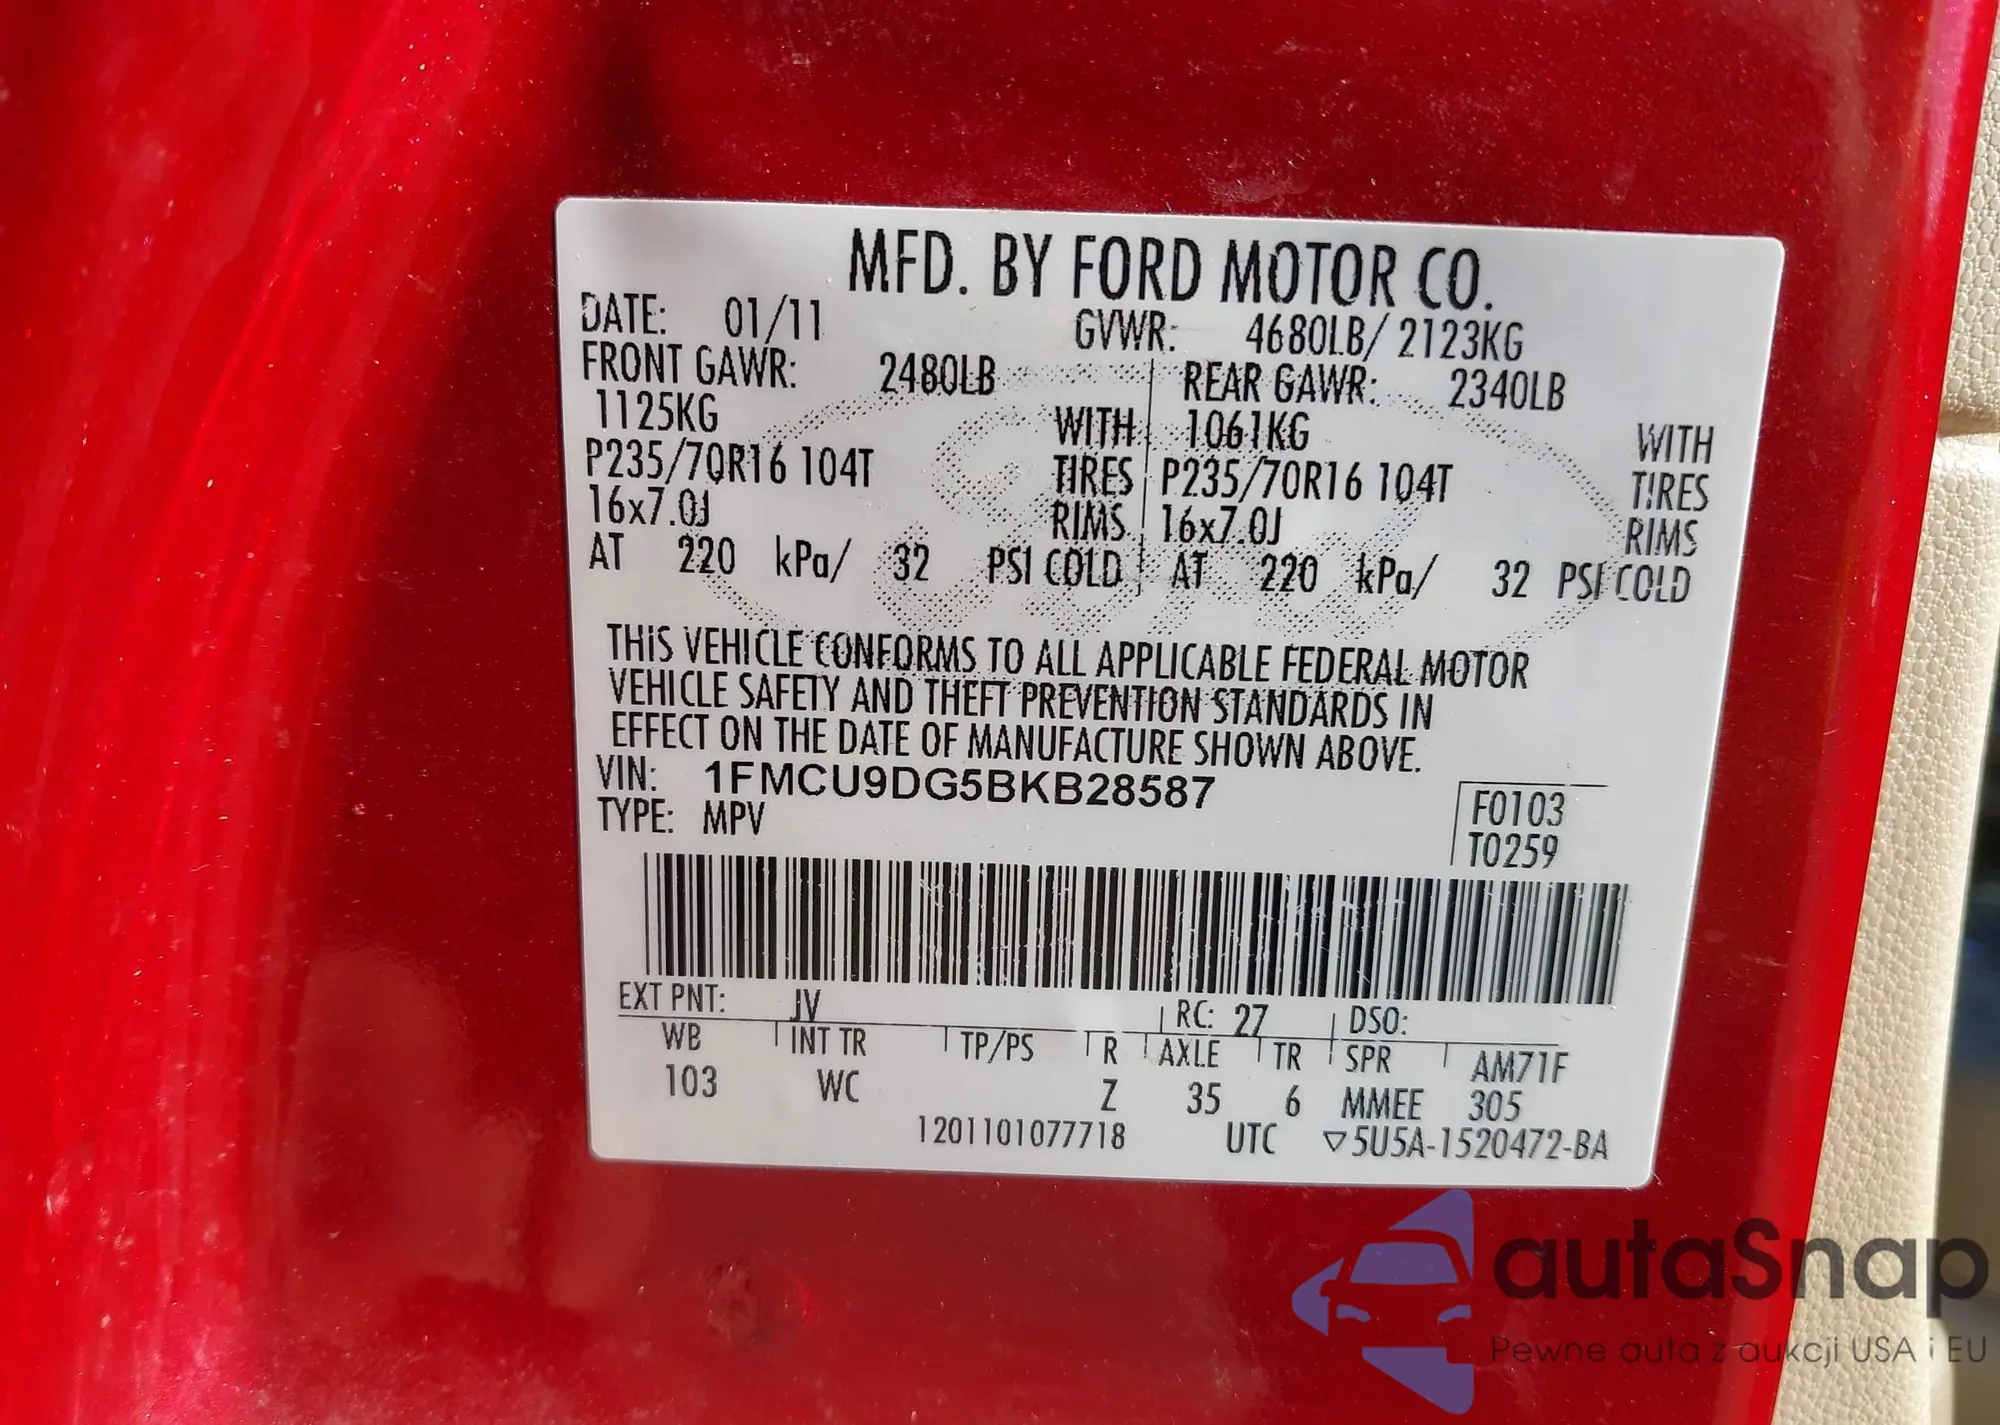 MFD. BY FORD MOTOR CO.
DATE: 01/11 GVWR: 4680LB/ 2123KG
FRONT GAWR: 2480LB REAR GAWR: 2340LB
1125KG WITH 1061KG WITH
P235/70R16 104T TIRES P235/70R16 104T TIRES
16x7.0J RIMS 16x7.0J RIMS
AT 220 kPa/ 32 PSI COLD AT 220 kPa/ 32 PSI COLD
THIS VEHICLE CONFORMS TO ALL APPLICABLE FEDERAL MOTOR
VEHICLE SAFETY AND THEFT PREVENTION STANDARDS IN
EFFECT ON THE DATE OF MANUFACTURE SHOWN ABOVE.
VIN: 1FMCU9DG5BKB28587
TYPE: MPV
F0103
T0259
EXT PNT: JV RC: 27 DSO:
WB INT TR TP/PS R AXLE TR SPR AM71F
103 WC Z 35 6 MMEE 305
1201101077718 UTC ▽5U5A-1520472-BA
autaSnap
Pewne auta z aukcji USA i EU